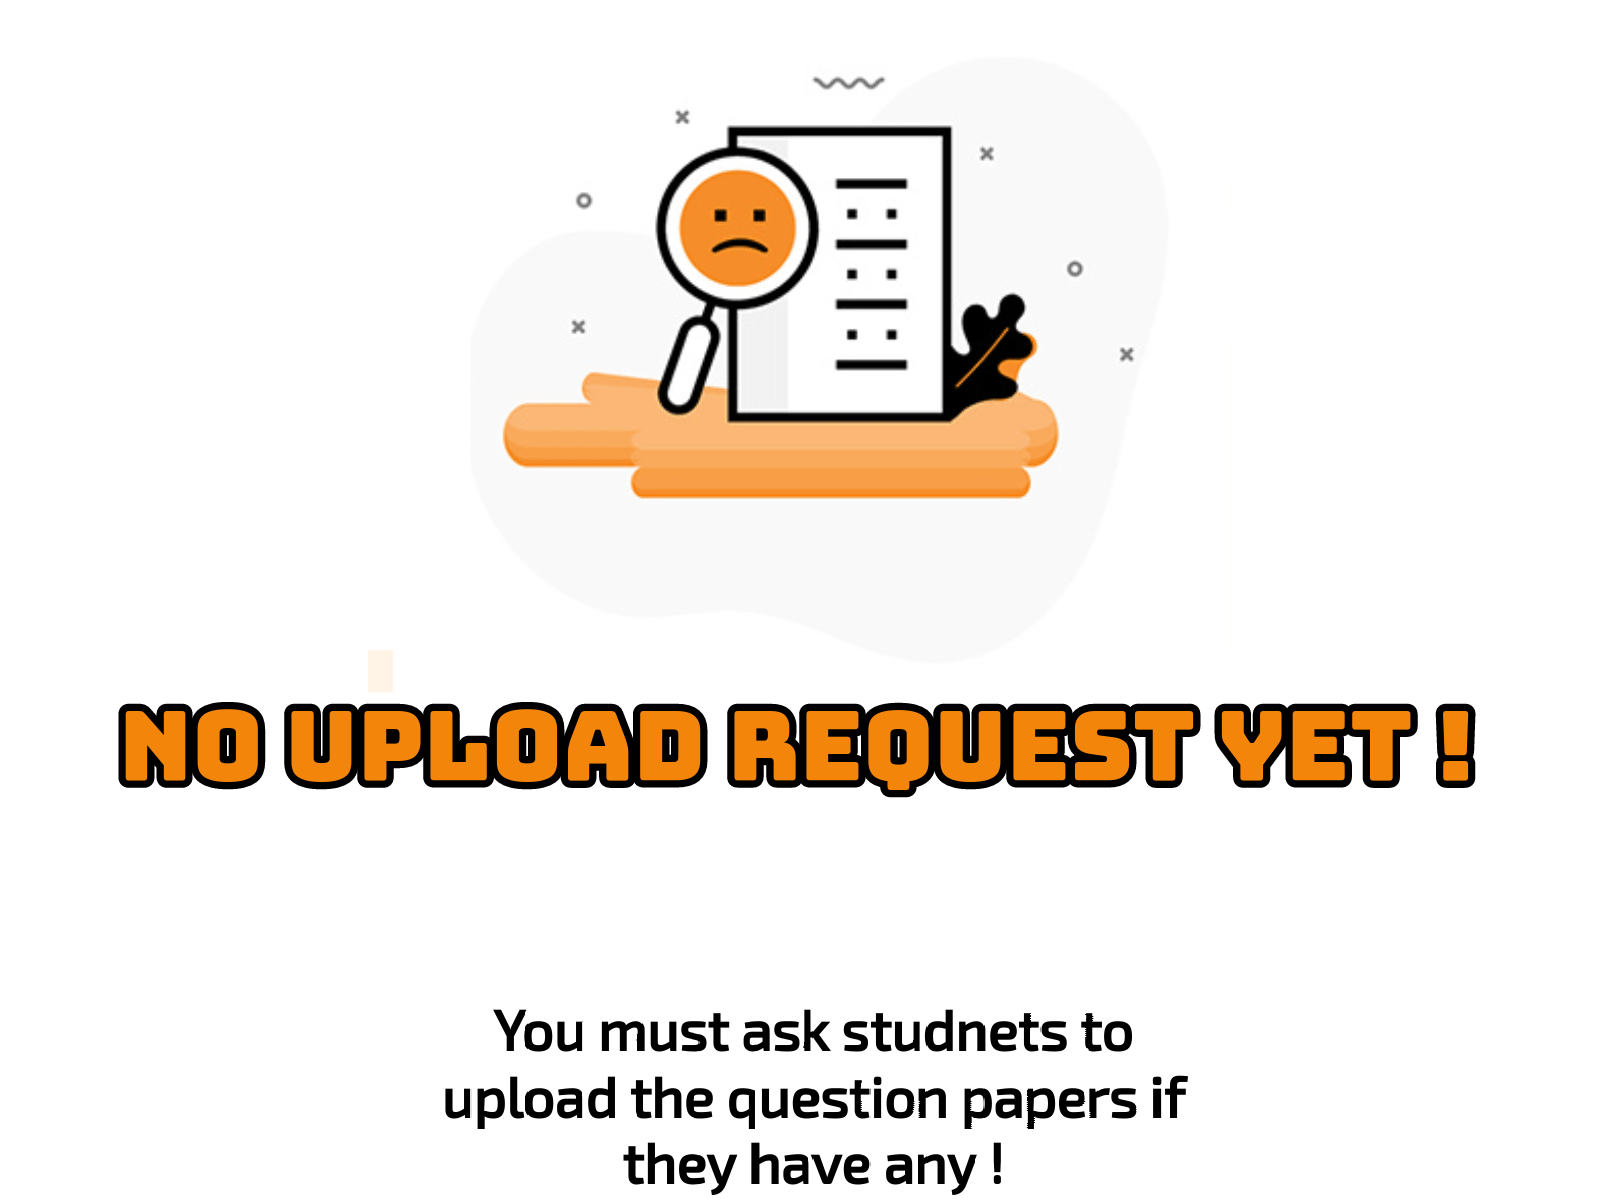 NO UPLOAD REQUEST YET !
You must ask studnets to
upload the question papers if
they have any !